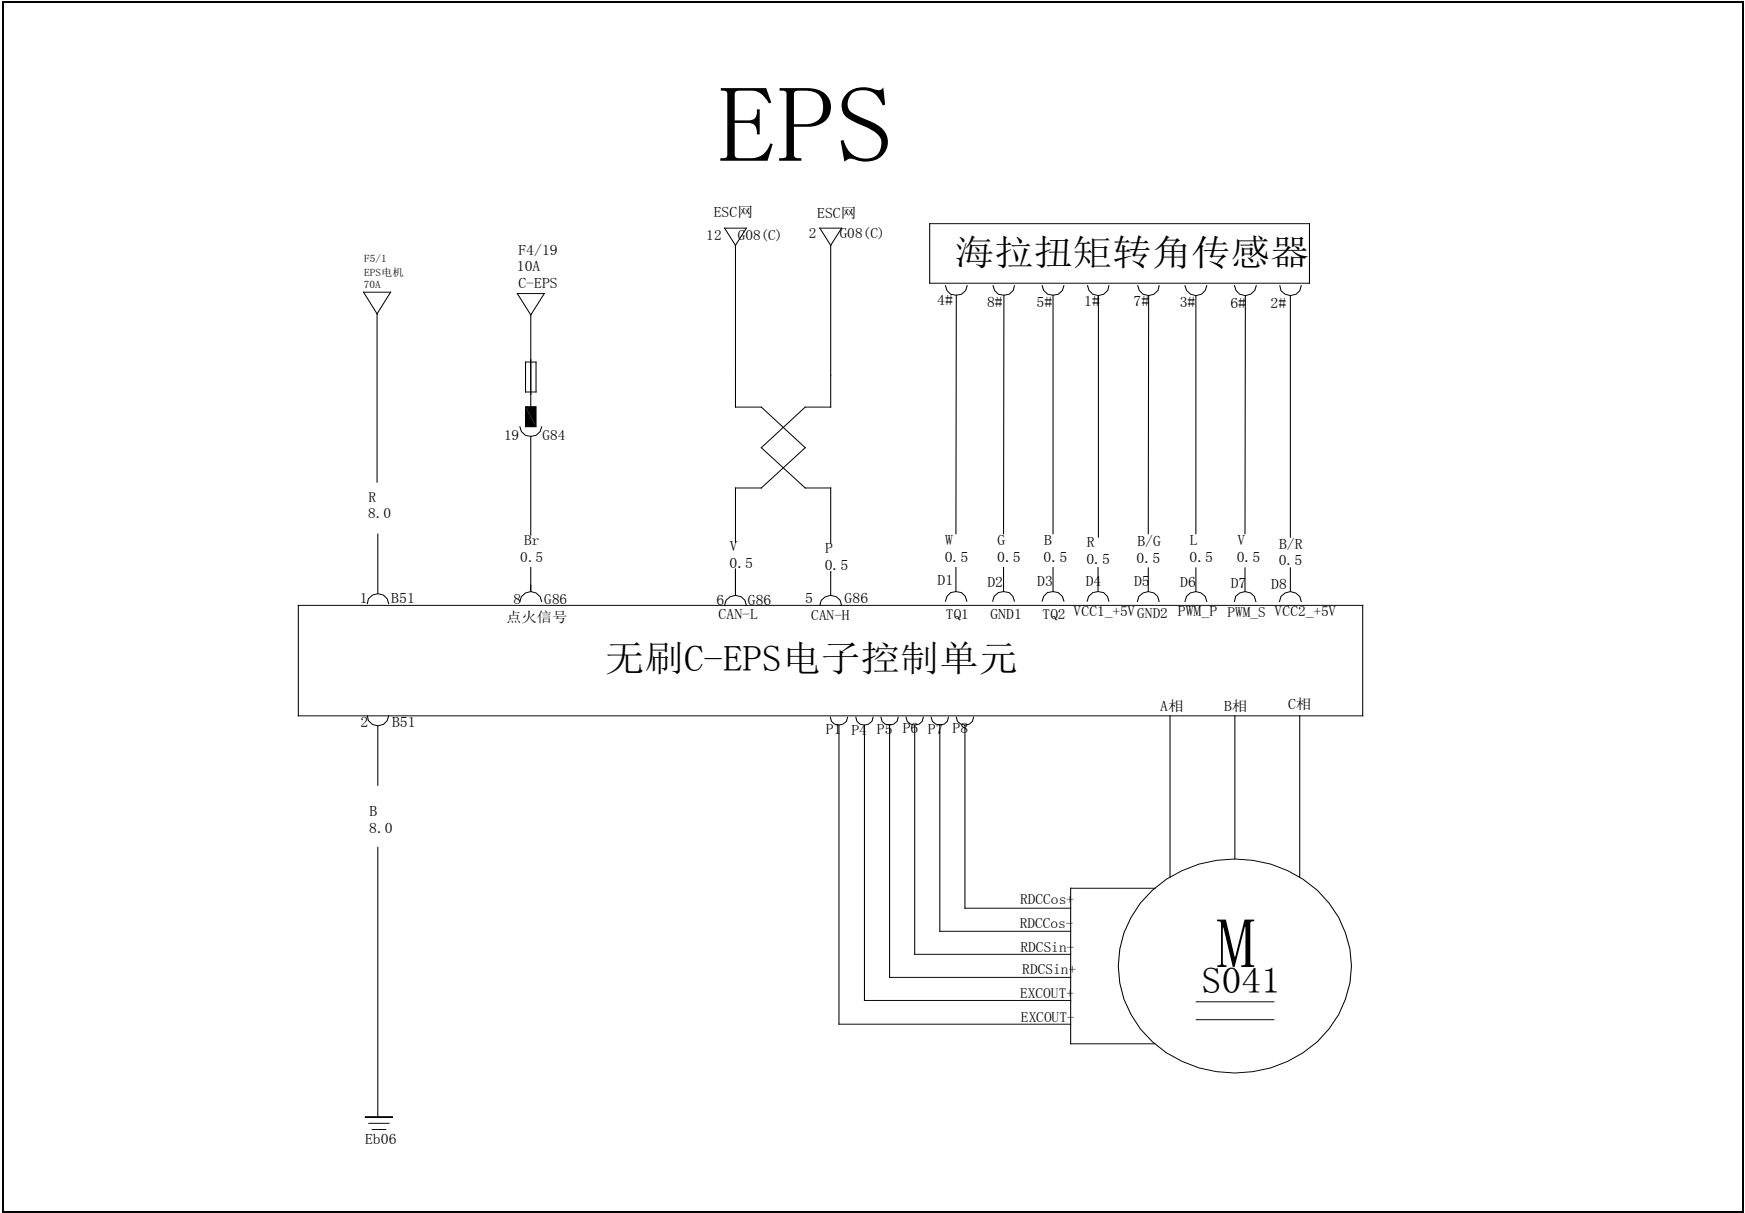 EPS
ESC网
ESC网
12
G08(C)
2
G08(C)
F5/1
EPS电机
70A
F4/19
10A
C-EPS
海拉扭矩转角传感器
4#
8#
5#
1#
7#
3#
6#
2#
19
G84
R
8.0
Br
0.5
V
0.5
P
0.5
W
0.5
G
0.5
B
0.5
R
0.5
B/G
0.5
L
0.5
V
0.5
B/R
0.5
D1
D2
D3
D4
D5
D6
D7
D8
1
B51
8
G86
6
G86
5
G86
点火信号
CAN-L
CAN-H
TQ1
GND1
TQ2
VCC1_+5V
GND2
PWM_P
PWM_S
VCC2_+5V
无刷C-EPS电子控制单元
A相
B相
C相
2
B51
P1
P4
P5
P6
P7
P8
B
8.0
RDCCos+
RDCCos-
RDCSin-
RDCSin+
EXCOUT+
EXCOUT-
M
S041
Eb06